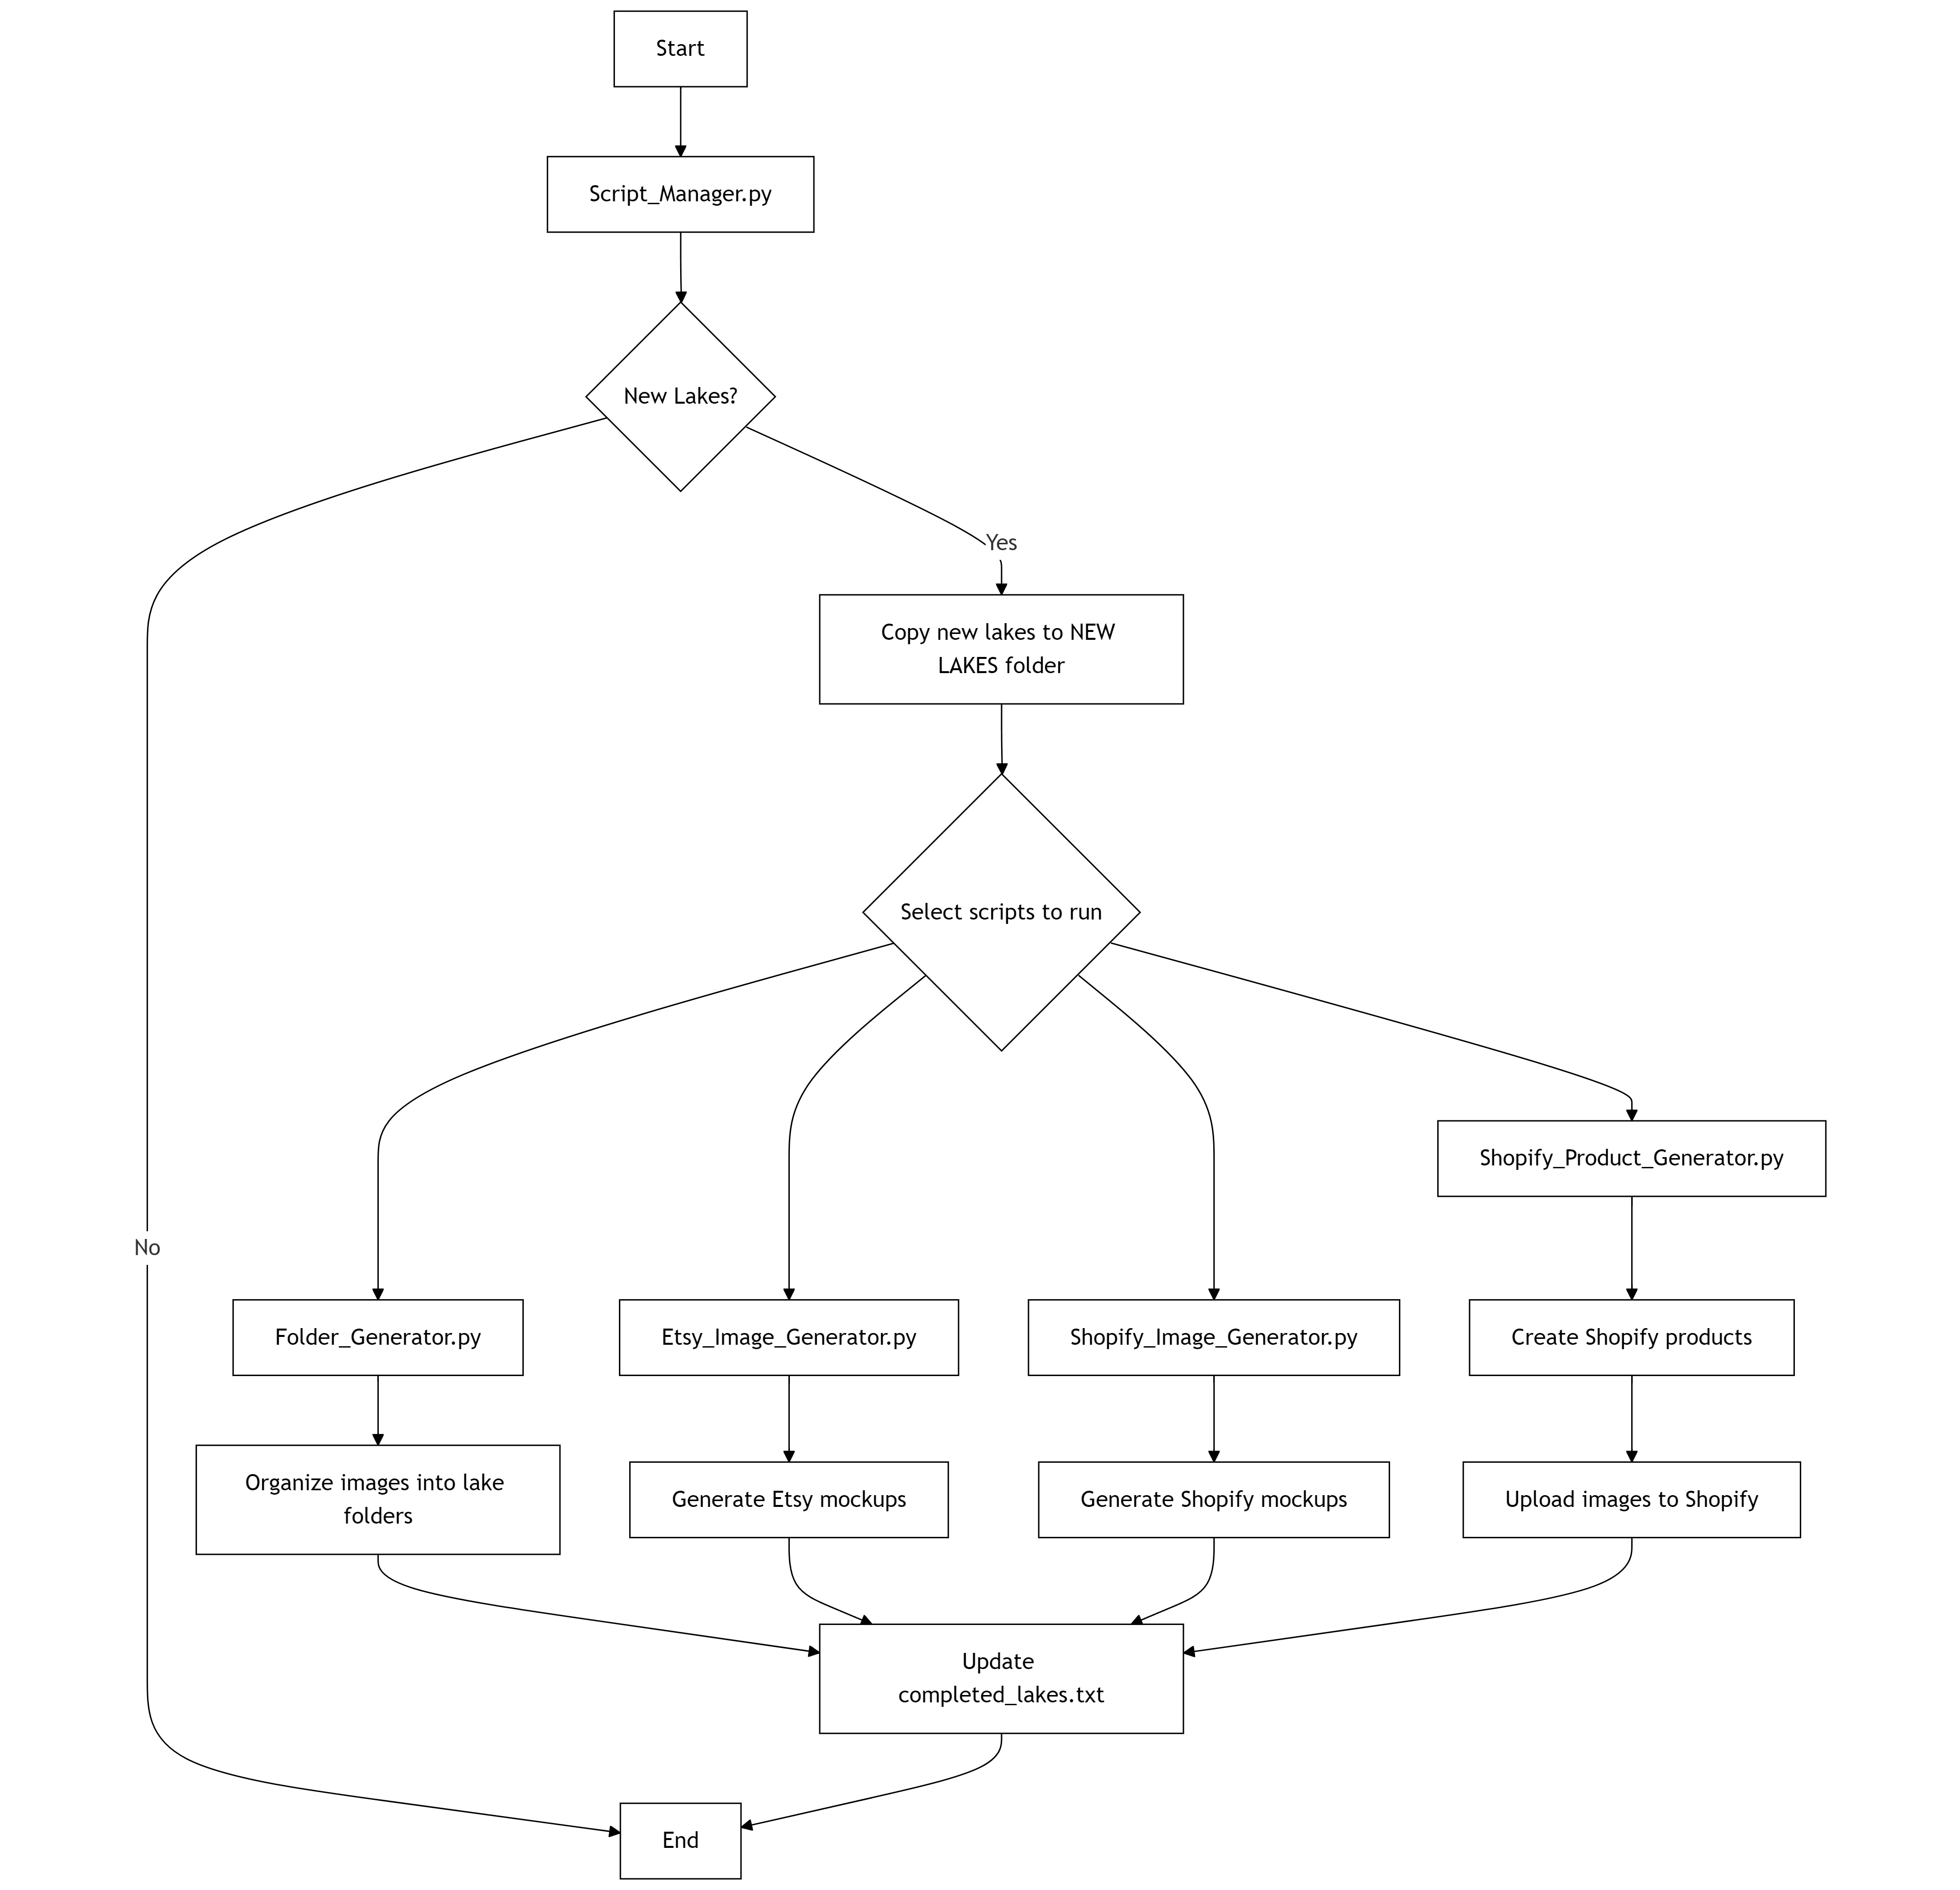 Start
Script_Manager.py
New Lakes?
Yes
Copy new lakes to NEW
LAKES folder
Select scripts to run
Shopify_Product_Generator.py
No
Folder_Generator.py
Etsy_Image_Generator.py
Shopify_Image_Generator.py
Create Shopify products
Organize images into lake
folders
Generate Etsy mockups
Generate Shopify mockups
Upload images to Shopify
Update
completed_lakes.txt
End